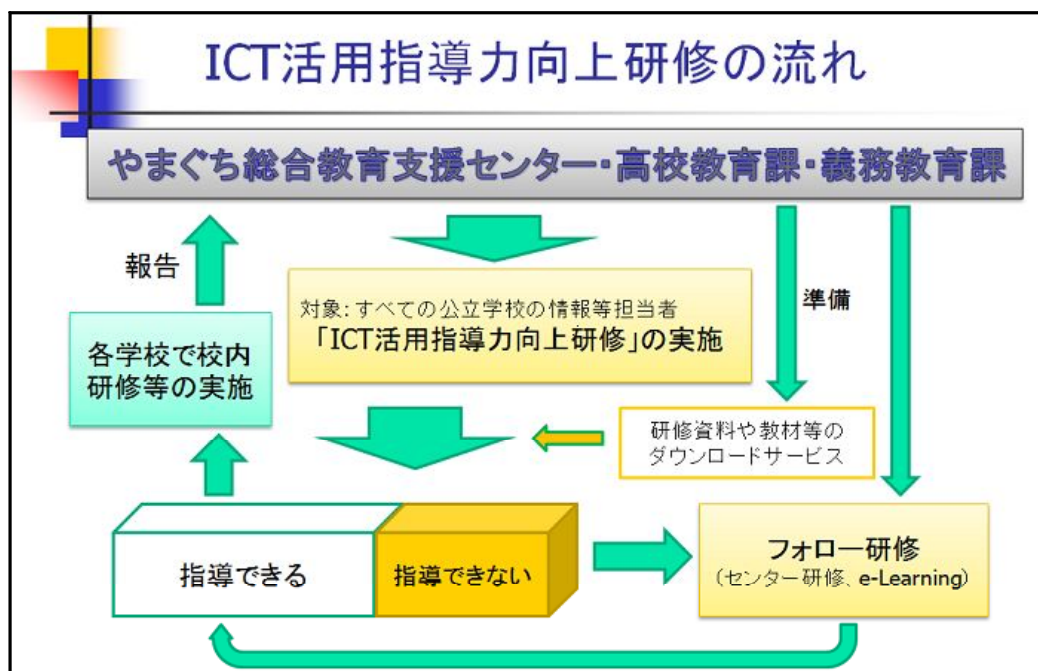 ICT活用指導力向上研修の流れ
やまぐち総合教育支援センター・高校教育課・義務教育課
報告
対象：すべての公立学校の情報等担当者
「ICT活用指導力向上研修」の実施
準備
各学校で校内
研修等の実施
研修資料や教材等の
ダウンロードサービス
指導できる
指導できない
フォロー研修
（センター研修、e-Learning）